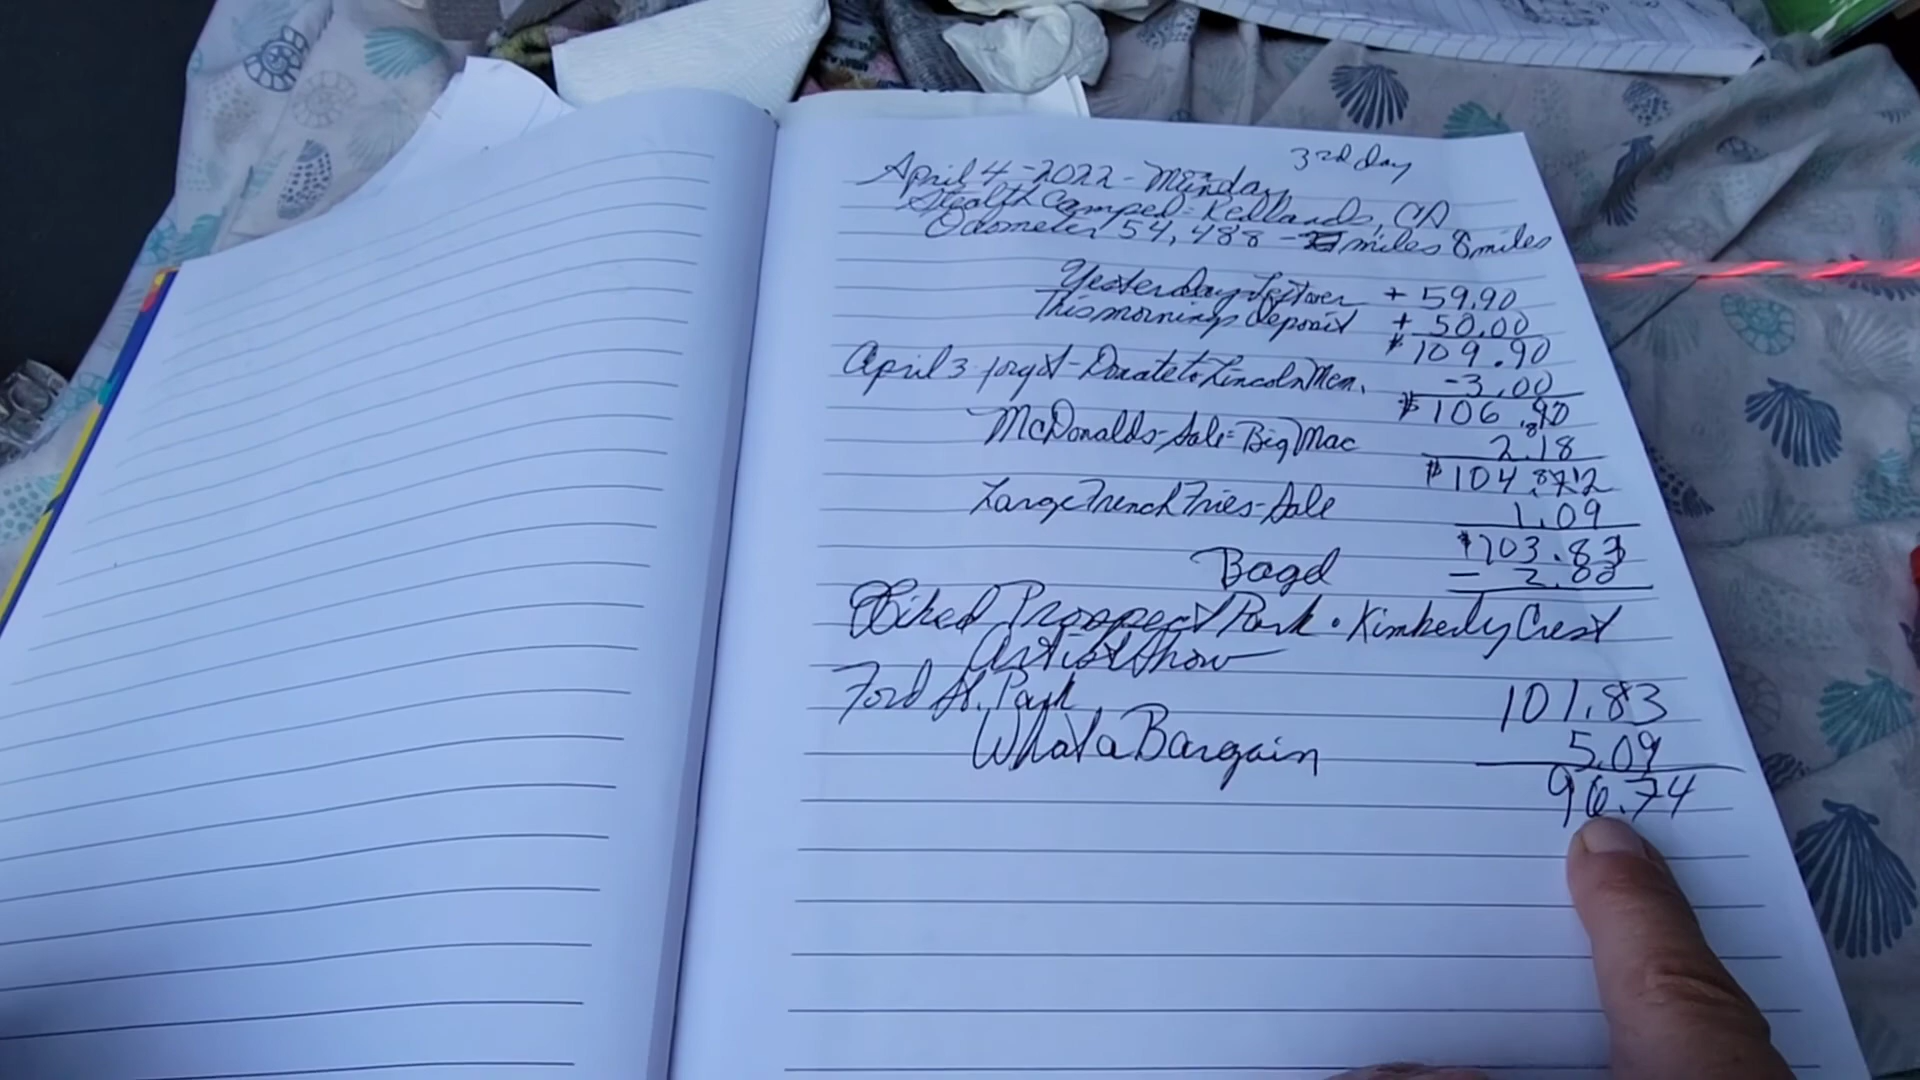 3rd day
April 4-2022-Monday
Stealth Camped = Redlands, CA
Odometer 54,488 - miles 8 miles
Yesterday Leftover + 59.90
This mornings deposit + 50.00
$109.90
April 3 forgot - Donate to Lincoln Mem. -3.00
$106.90
McDonalds-Sale=Big Mac 2.18
$104.72
Large French Fries-Sale 1.09
$103.83
Bagel - 2.00
Hiked Prospect Park • Kimberly Crest
Artist Show
Ford St. Park 101.83
What a Bargain 5.09
96.74